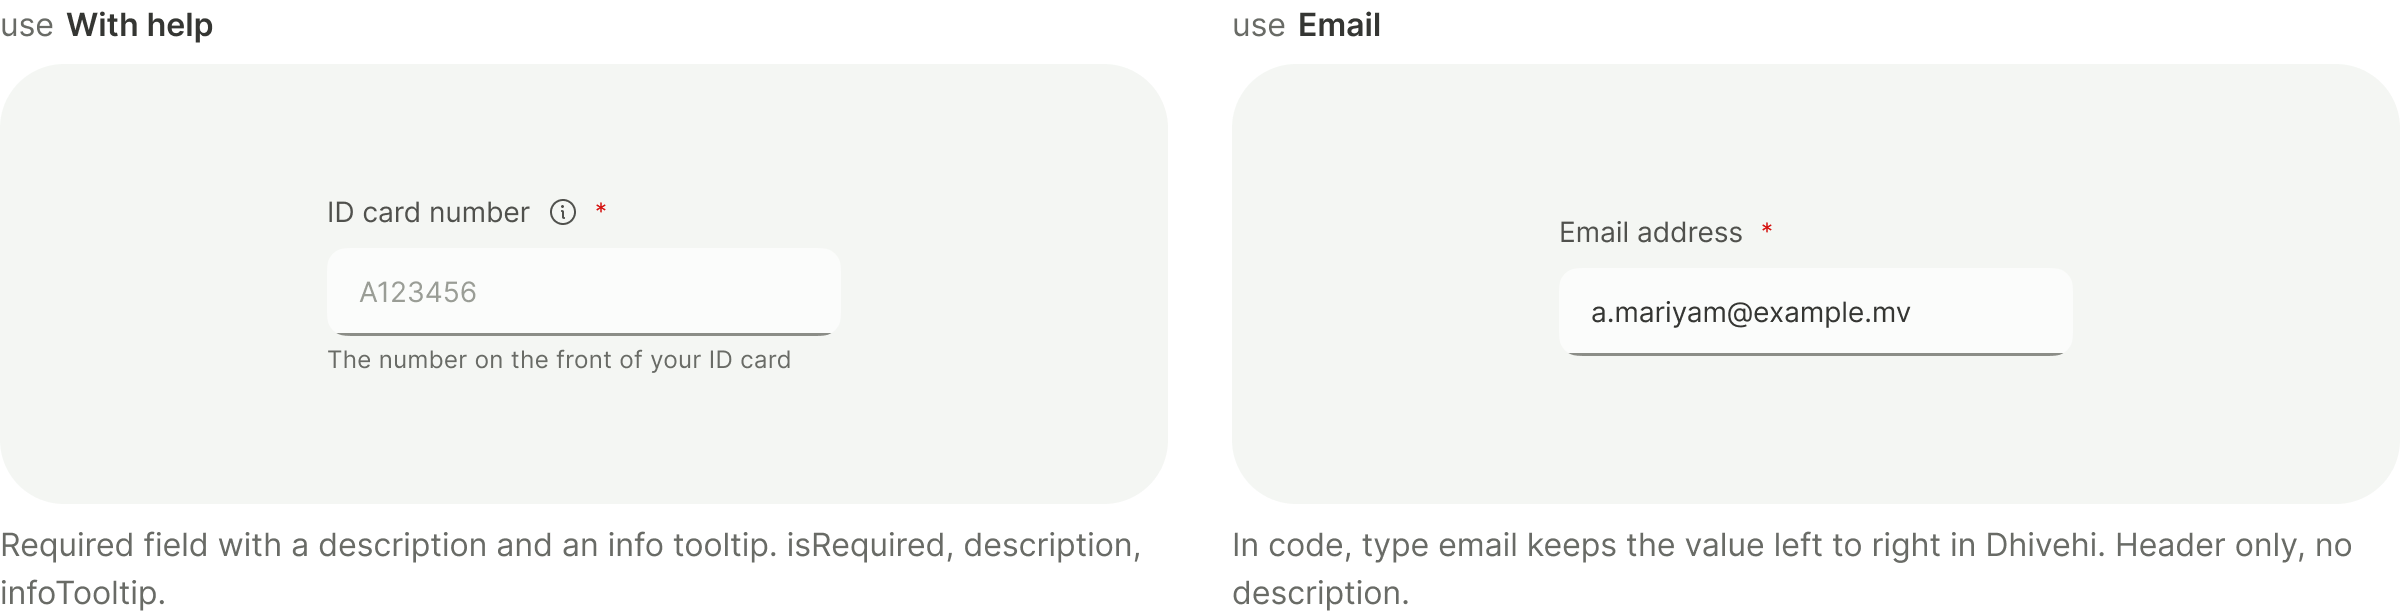 use With help
ID card number *
A123456
The number on the front of your ID card
Required field with a description and an info tooltip. isRequired, description,
infoTooltip.
use Email
Email address *
a.mariyam@example.mv
In code, type email keeps the value left to right in Dhivehi. Header only, no
description.